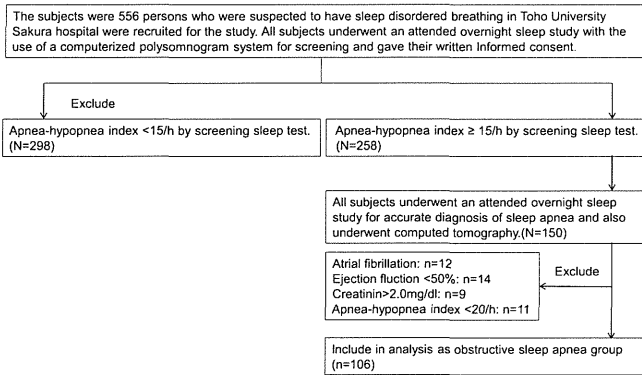 The subjects were 556 persons who were suspected to have sleep disordered breathing in Toho University
Sakura hospital were recruited for the study. All subjects underwent an attended overnight sleep study with the
use of a computerized polysomnogram system for screening and gave their written Informed consent.
Exclude
Apnea-hypopnea index <15/h by screening sleep test.
(N=298)
Apnea-hypopnea index ≥ 15/h by screening sleep test.
(N=258)
All subjects underwent an attended overnight sleep
study for accurate diagnosis of sleep apnea and also
underwent computed tomography.(N=150)
Atrial fibrillation: n=12
Ejection fluction <50%: n=14
Creatinin>2.0mg/dl: n=9
Apnea-hypopnea index <20/h: n=11
Exclude
Include in analysis as obstructive sleep apnea group
(n=106)